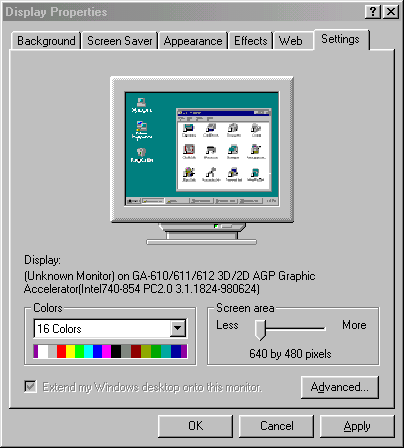 Display Properties
Background Screen Saver Appearance Effects Web Settings
Display:
(Unknown Monitor) on GA-610/611/612 3D/2D AGP Graphic
Accelerator(Intel740-854 PC2.0 3.1.1824-980624)
Colors
16 Colors
Screen area
Less More
640 by 480 pixels
Extend my Windows desktop onto this monitor.
Advanced...
OK Cancel Apply